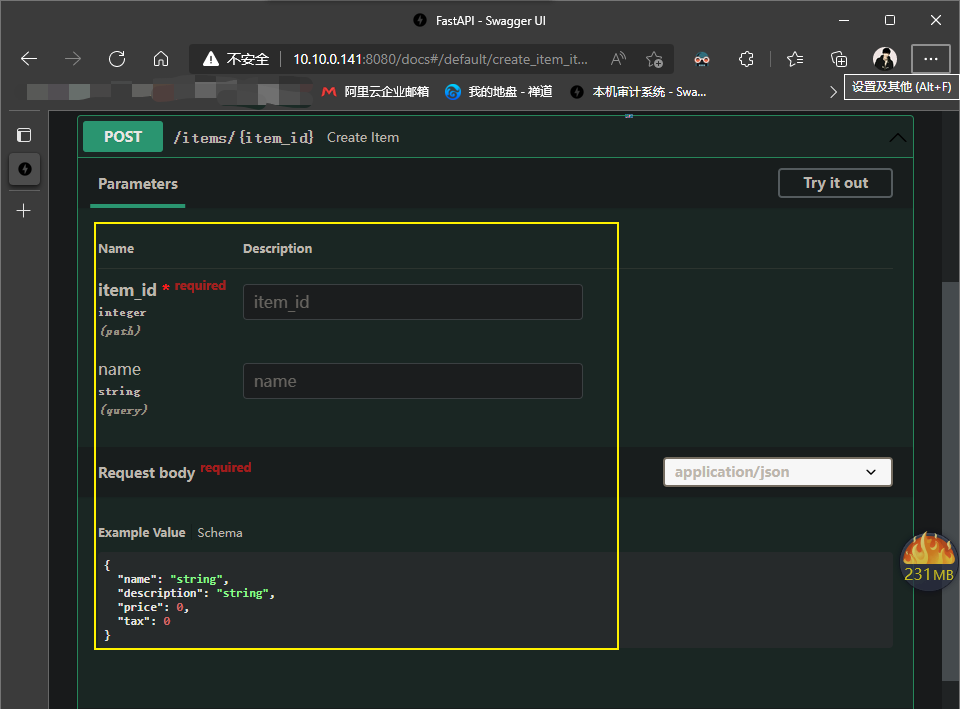 FastAPI - Swagger UI
不安全 10.10.0.141:8080/docs#/default/create_item_it...
阿里云企业邮箱 我的地盘 - 禅道 本机审计系统 - Swa...
设置及其他 (Alt+F)
POST /items/{item_id} Create Item
Parameters Try it out
Name Description
item_id * required item_id
integer
(path)
name name
string
(query)
Request body required application/json
Example Value Schema
{
"name": "string",
"description": "string",
"price": 0,
"tax": 0
}
231MB